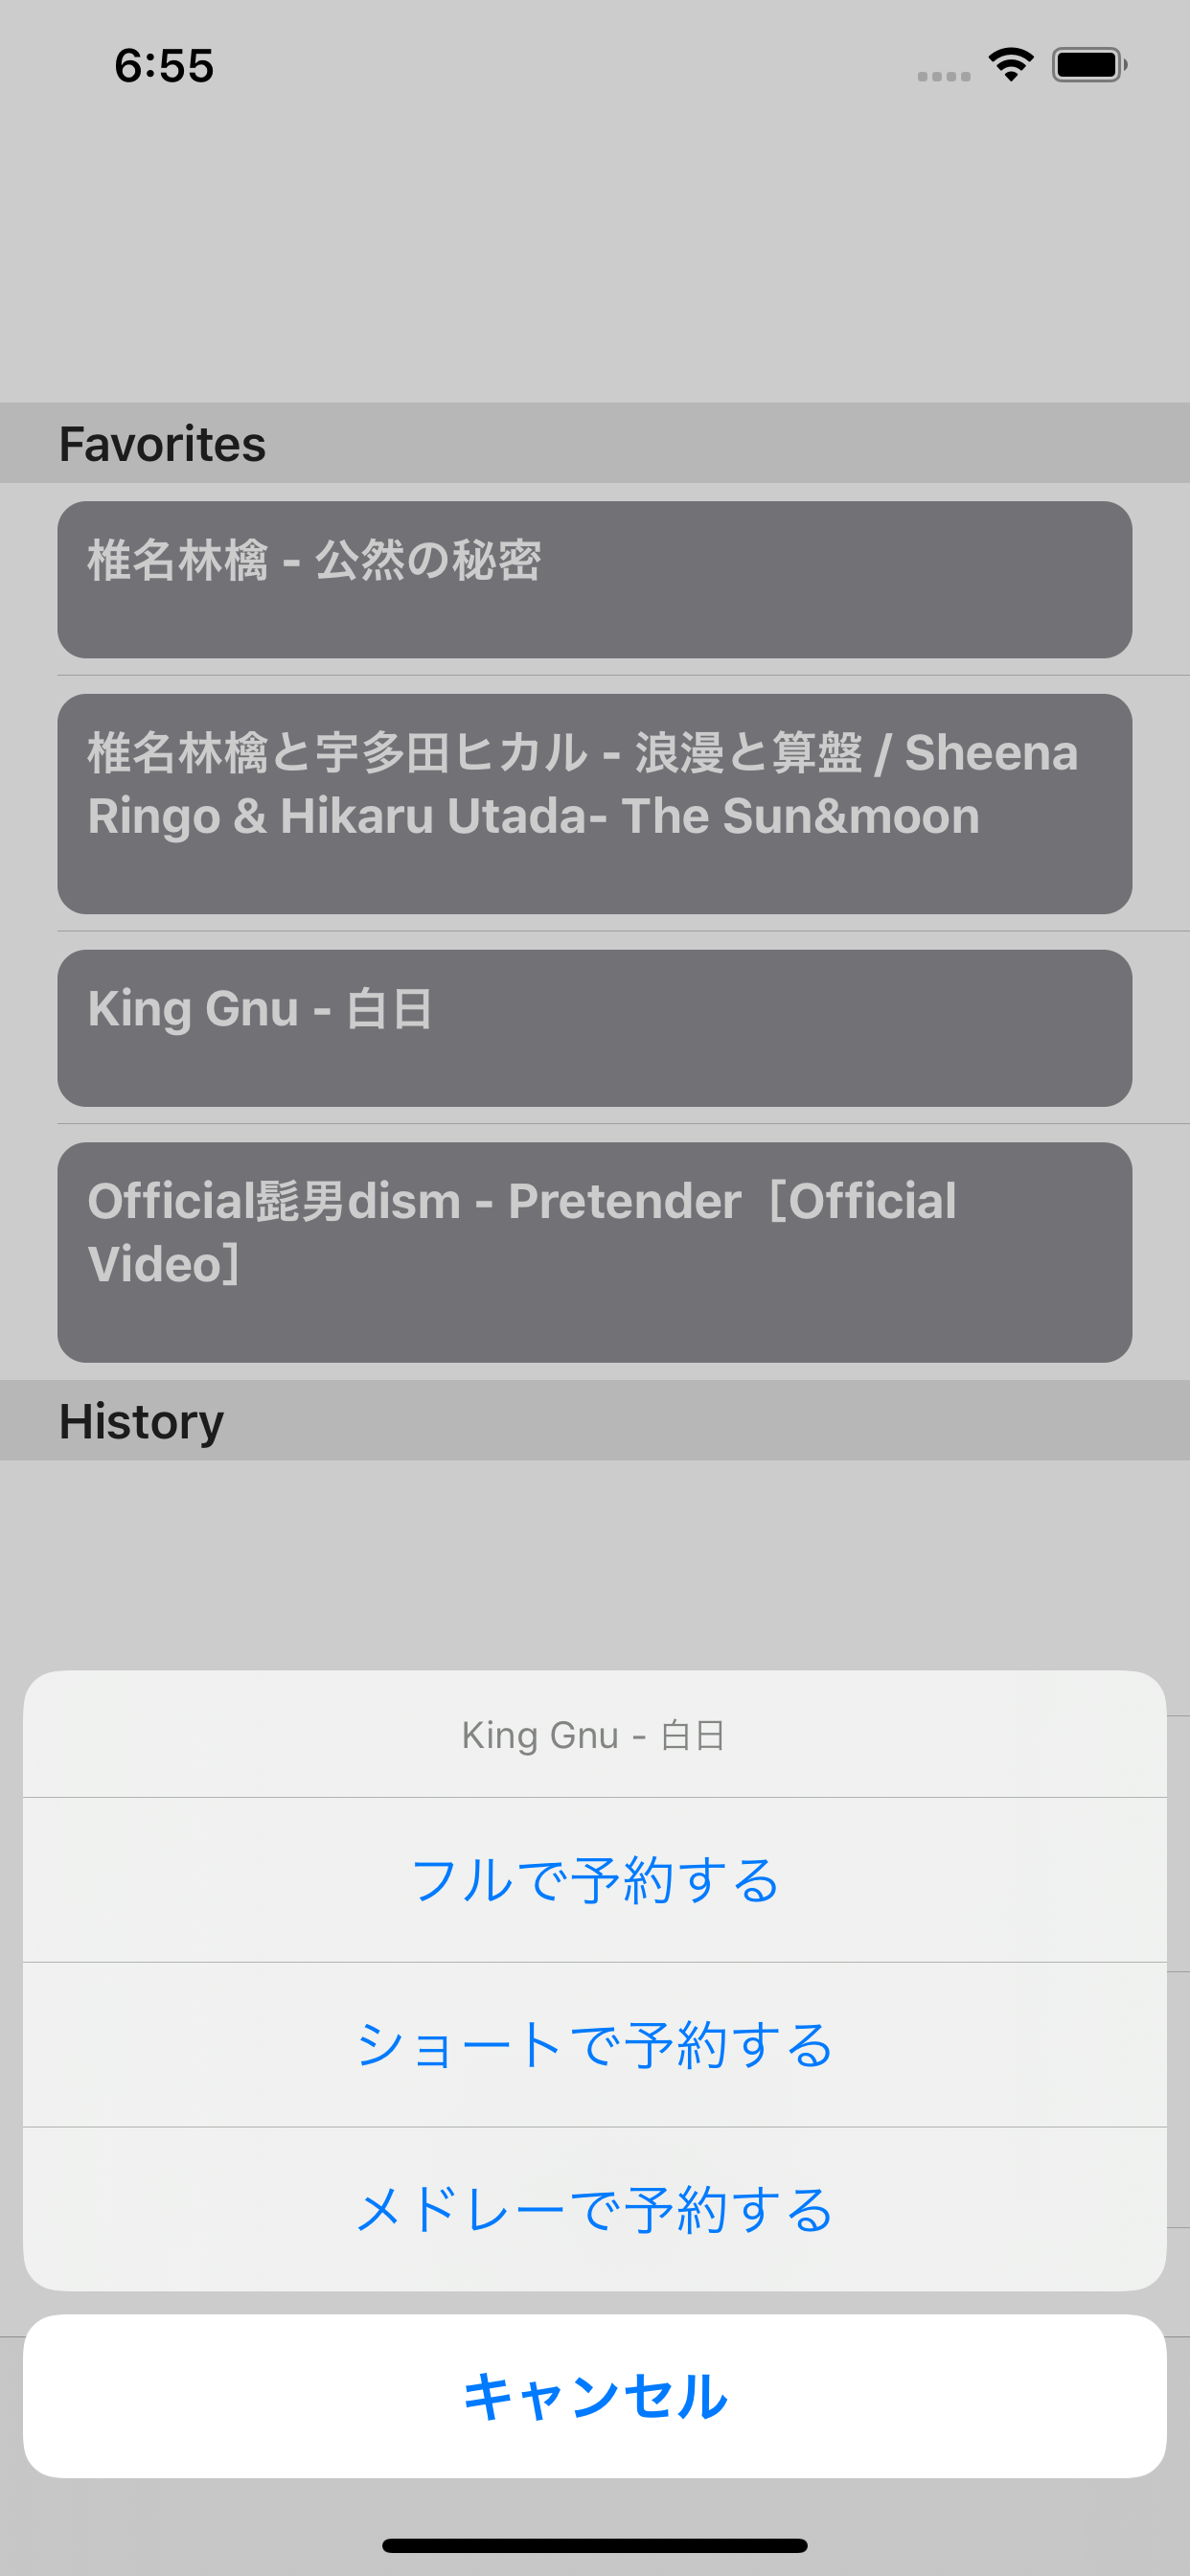 6:55
Favorites
椎名林檎 - 公然の秘密
椎名林檎と宇多田ヒカル - 浪漫と算盤 / Sheena
Ringo & Hikaru Utada- The Sun&moon
King Gnu - 白日
Official髭男dism - Pretender［Official
Video］
History
King Gnu - 白日
フルで予約する
ショートで予約する
メドレーで予約する
キャンセル